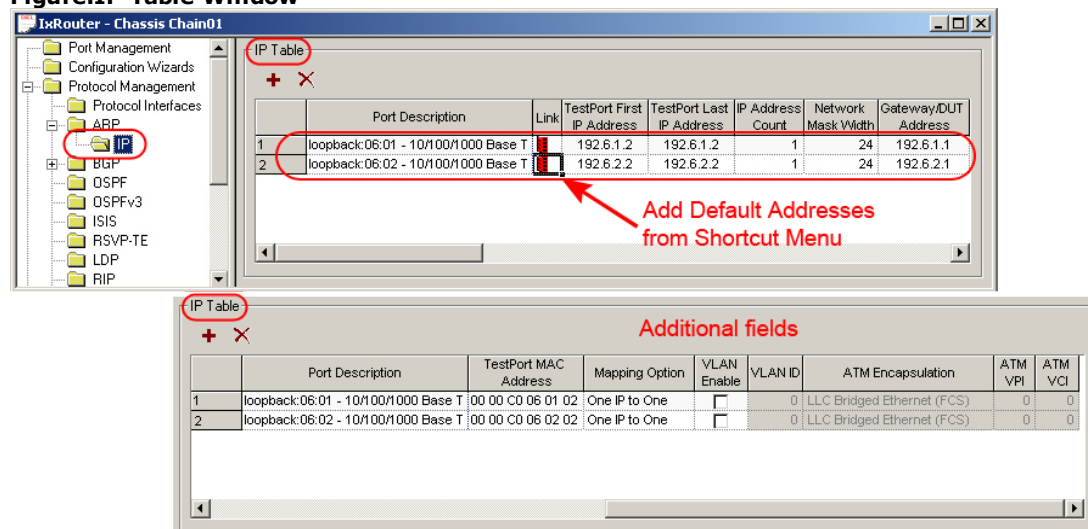 Figure:IP Table Window
IxRouter - Chassis Chain01
Port Management
Configuration Wizards
Protocol Management
Protocol Interfaces
ARP
IP
BGP
OSPF
OSPFv3
ISIS
RSVP-TE
LDP
RIP
IP Table
Port Description Link TestPort First IP Address TestPort Last IP Address IP Address Count Network Mask Width Gateway/DUT Address
1 loopback:06:01 - 10/100/1000 Base T 192.6.1.2 192.6.1.2 1 24 192.6.1.1
2 loopback:06:02 - 10/100/1000 Base T 192.6.2.2 192.6.2.2 1 24 192.6.2.1
Add Default Addresses
from Shortcut Menu
IP Table
Additional fields
Port Description TestPort MAC Address Mapping Option VLAN Enable VLAN ID ATM Encapsulation ATM VPI ATM VCI
1 loopback:06:01 - 10/100/1000 Base T 00 00 C0 06 01 02 One IP to One 0 LLC Bridged Ethernet (FCS) 0 0
2 loopback:06:02 - 10/100/1000 Base T 00 00 C0 06 02 02 One IP to One 0 LLC Bridged Ethernet (FCS) 0 0